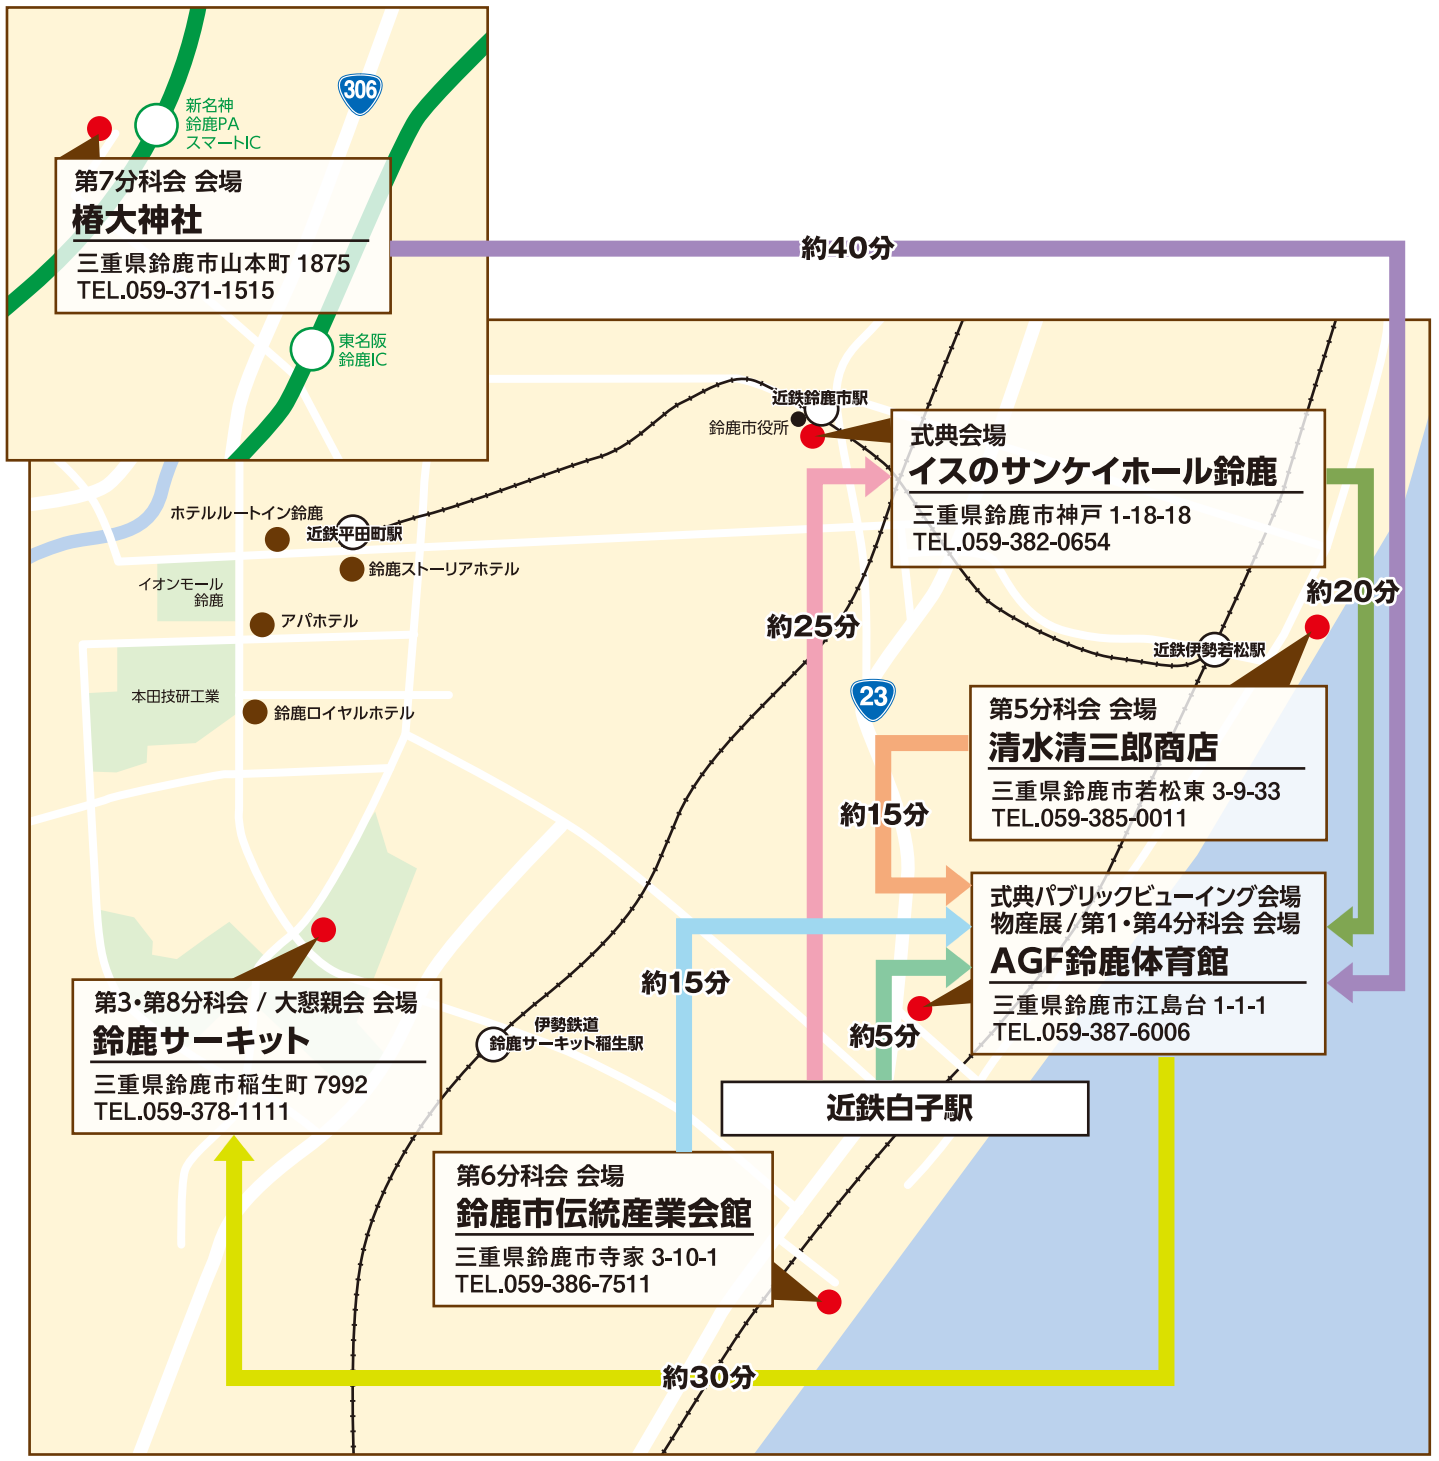 306
新名神
鈴鹿PA
スマートIC
第7分科会 会場
椿大神社
三重県鈴鹿市山本町 1875
TEL.059-371-1515
東名阪
鈴鹿IC
約40分
近鉄鈴鹿市駅
鈴鹿市役所
式典会場
イスのサンケイホール鈴鹿
三重県鈴鹿市神戸 1-18-18
TEL.059-382-0654
ホテルルートイン鈴鹿
近鉄平田町駅
鈴鹿ストーリアホテル
イオンモール
鈴鹿
アパホテル
本田技研工業
鈴鹿ロイヤルホテル
約25分
約20分
近鉄伊勢若松駅
23
第5分科会 会場
清水清三郎商店
三重県鈴鹿市若松東 3-9-33
TEL.059-385-0011
約15分
式典パブリックビューイング会場
物産展/第1・第4分科会 会場
AGF鈴鹿体育館
三重県鈴鹿市江島台 1-1-1
TEL.059-387-6006
約15分
約5分
第3・第8分科会 / 大懇親会 会場
鈴鹿サーキット
三重県鈴鹿市稲生町 7992
TEL.059-378-1111
伊勢鉄道
鈴鹿サーキット稲生駅
近鉄白子駅
第6分科会 会場
鈴鹿市伝統産業会館
三重県鈴鹿市寺家 3-10-1
TEL.059-386-7511
約30分